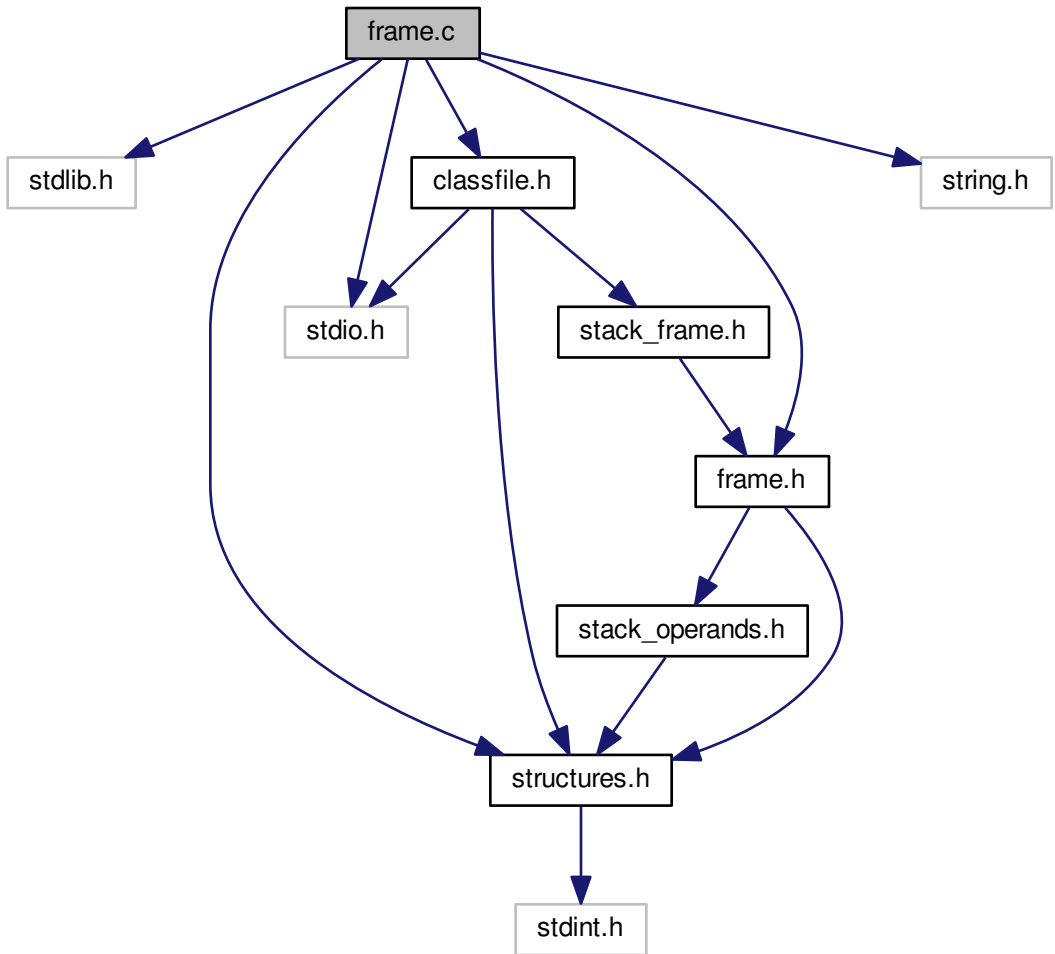 frame.c
stdlib.h
classfile.h
string.h
stdio.h
stack_frame.h
frame.h
stack_operands.h
structures.h
stdint.h